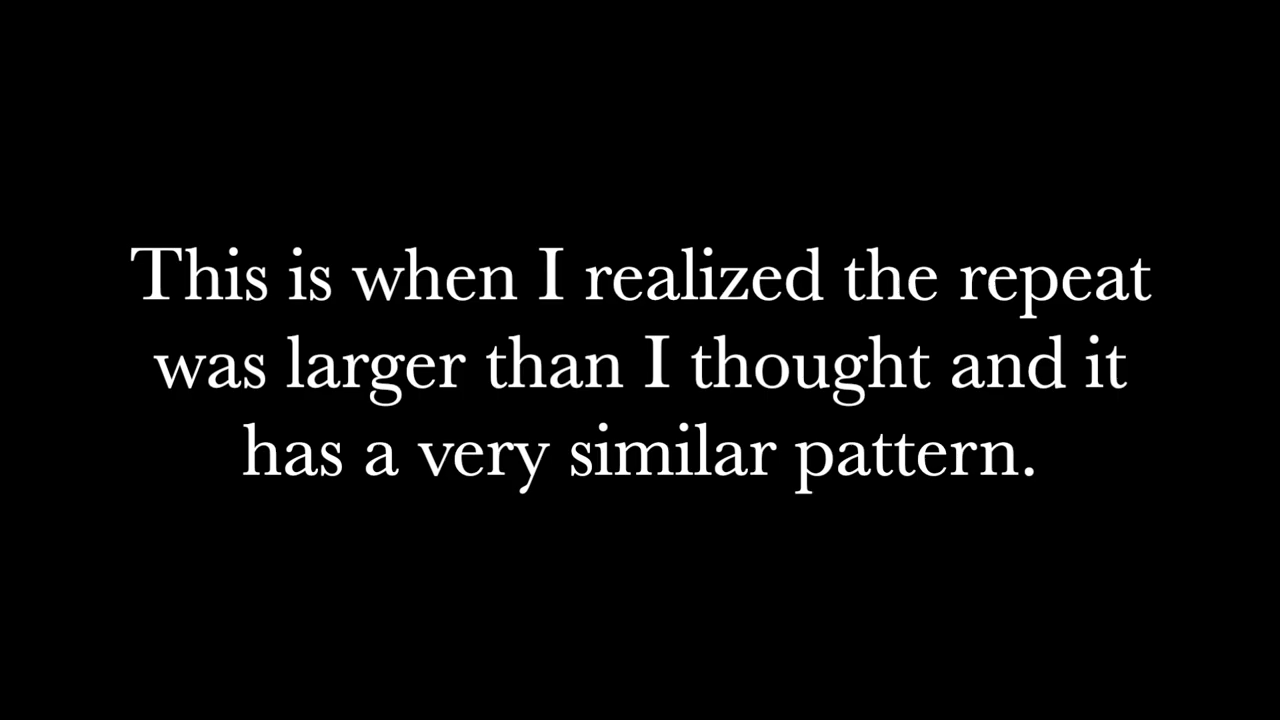 This is when I realized the repeat
was larger than I thought and it
has a very similar pattern.